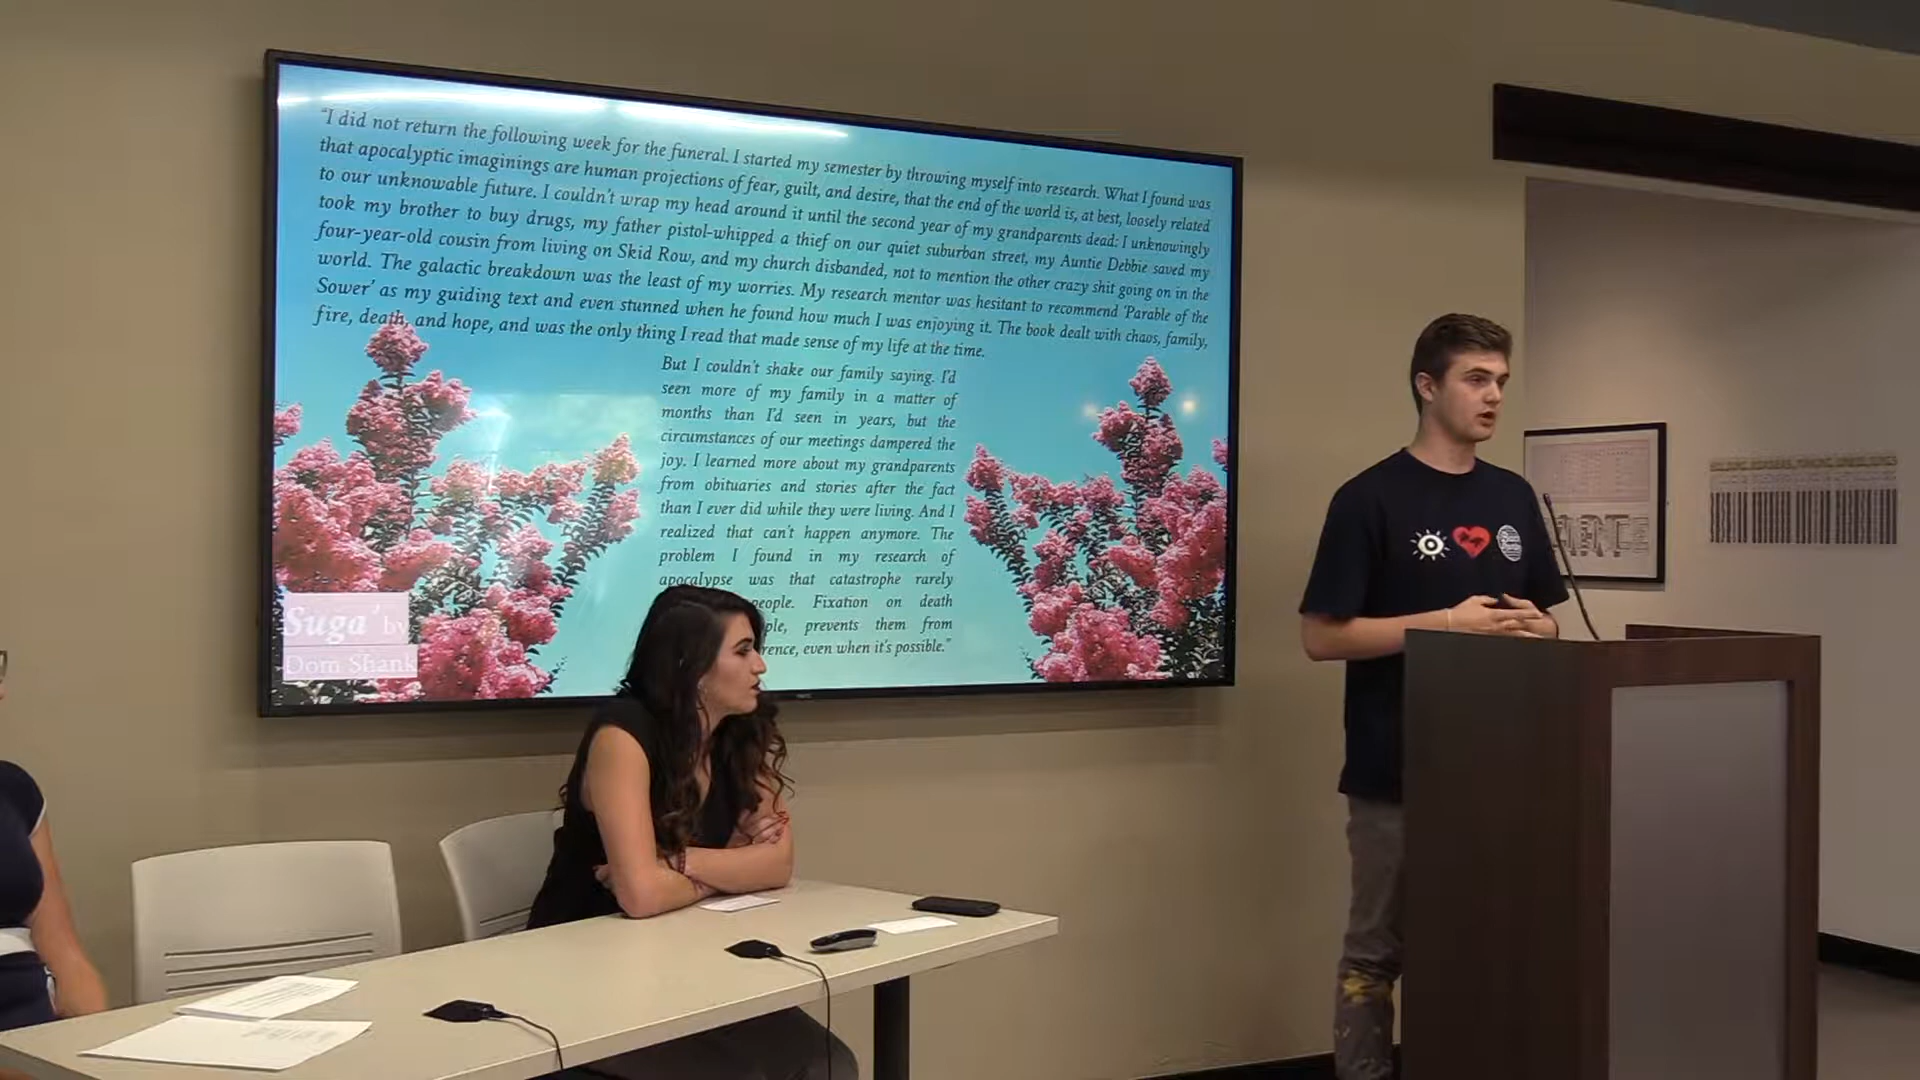 “I did not return the following week for the funeral. I started my semester by throwing myself into research. What I found was
that apocalyptic imaginings are human projections of fear, guilt, and desire, that the end of the world is, at best, loosely related
to our unknowable future. I couldn’t wrap my head around it until the second year of my grandparents dead: I unknowingly
took my brother to buy drugs, my father pistol-whipped a thief on our quiet suburban street, my Auntie Debbie saved my
four-year-old cousin from living on Skid Row, and my church disbanded, not to mention the other crazy shit going on in the
world. The galactic breakdown was the least of my worries. My research mentor was hesitant to recommend ‘Parable of the
Sower’ as my guiding text and even stunned when he found how much I was enjoying it. The book dealt with chaos, family,
fire, death, and hope, and was the only thing I read that made sense of my life at the time.
But I couldn’t shake our family saying. I’d
seen more of my family in a matter of
months than I’d seen in years, but the
circumstances of our meetings dampered the
joy. I learned more about my grandparents
from obituaries and stories after the fact
than I ever did while they were living. And I
realized that can’t happen anymore. The
problem I found in my research of
apocalypse was that catastrophe rarely
people. Fixation on death
prevents them from
even when it’s possible.”
Suga’ by
Dom Shank